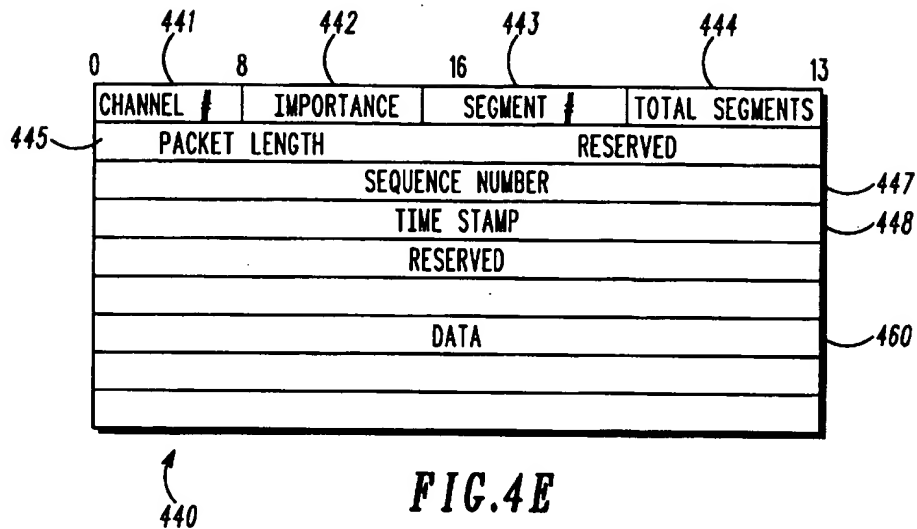 441 442 443 444
0 8 16 13
CHANNEL # IMPORTANCE SEGMENT # TOTAL SEGMENTS
445 PACKET LENGTH RESERVED
SEQUENCE NUMBER 447
TIME STAMP 448
RESERVED
DATA 460
440
FIG.4E